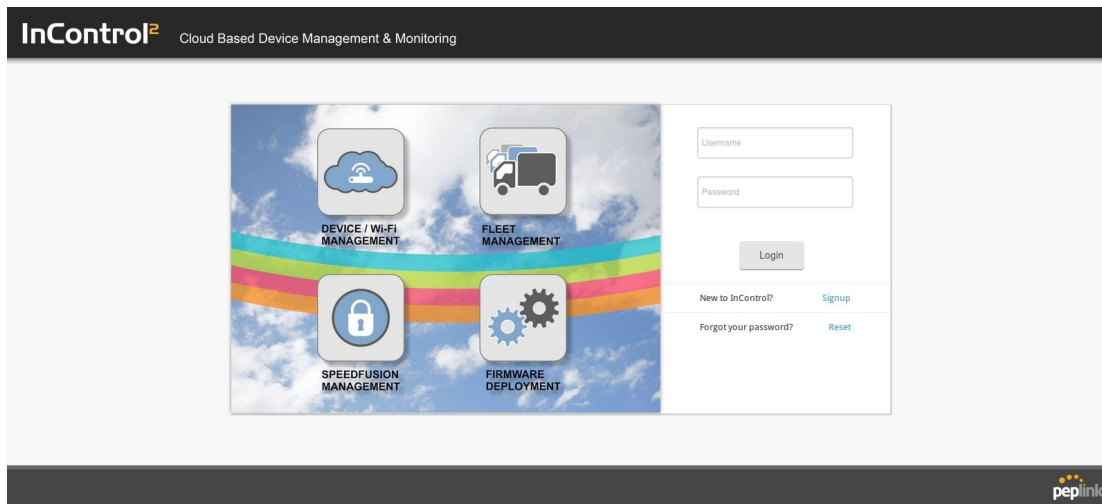 InControl²
Cloud Based Device Management & Monitoring
DEVICE / Wi-Fi
MANAGEMENT
FLEET
MANAGEMENT
SPEEDFUSION
MANAGEMENT
FIRMWARE
DEPLOYMENT
Username
Password
Login
New to InControl? Signup
Forgot your password? Reset
peplink